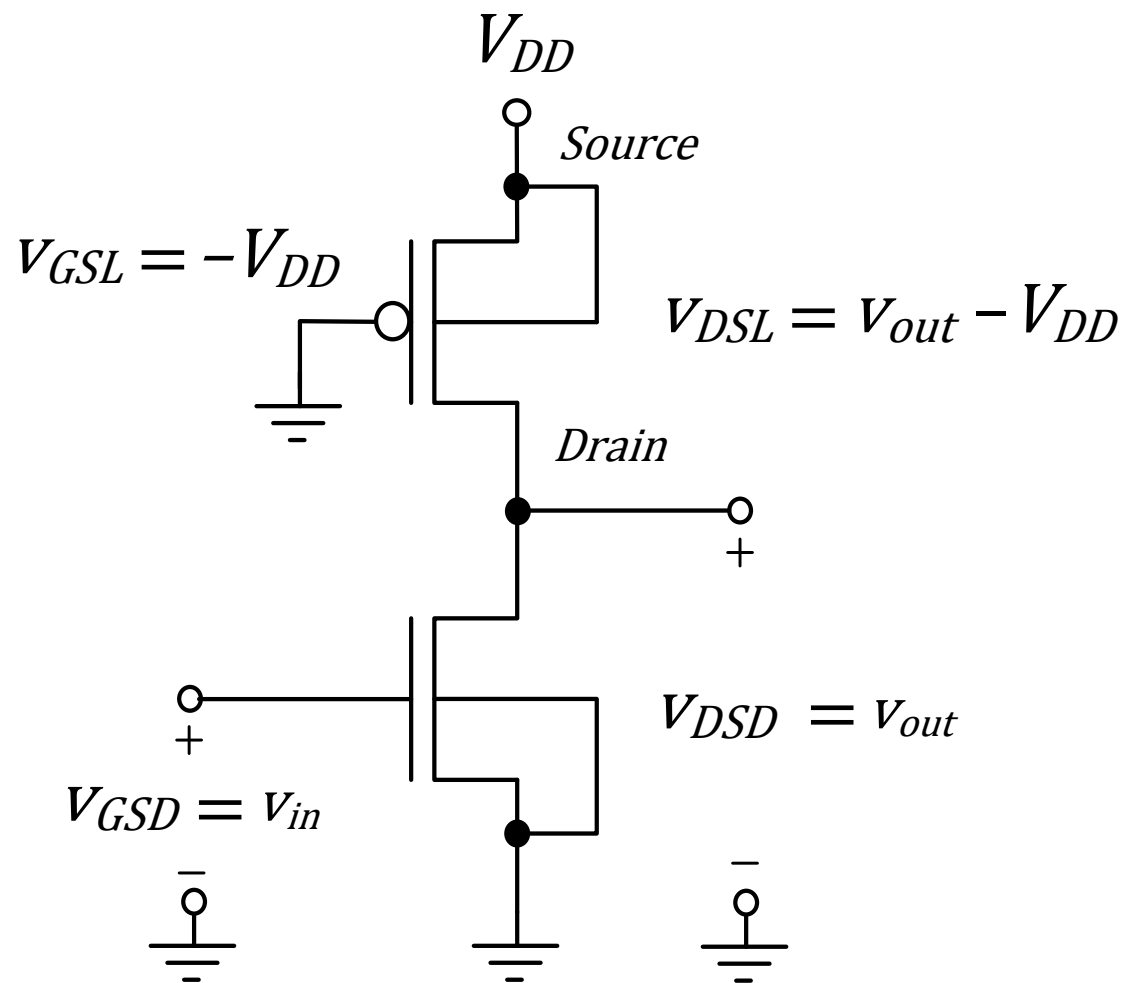 V_DD
Source
v_GSL = –V_DD
v_DSL = v_out – V_DD
Drain
+
+
v_DSD = v_out
v_GSD = v_in
–
–